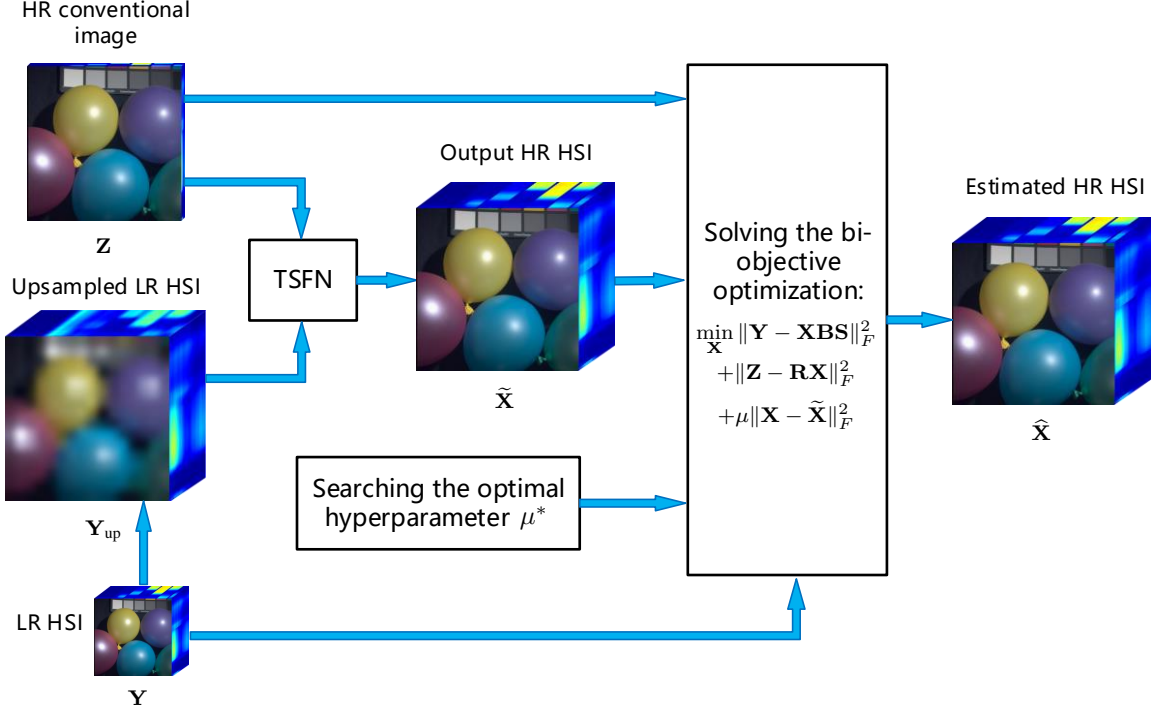 HR conventional
image
Z
Upsampled LR HSI
Y_up
LR HSI
Y
TSFN
Output HR HSI
X̃
Searching the optimal
hyperparameter μ*
Solving the bi-
objective
optimization:
min_X ‖Y − XBS‖²_F
+‖Z − RX‖²_F
+μ‖X − X̃‖²_F
Estimated HR HSI
X̂